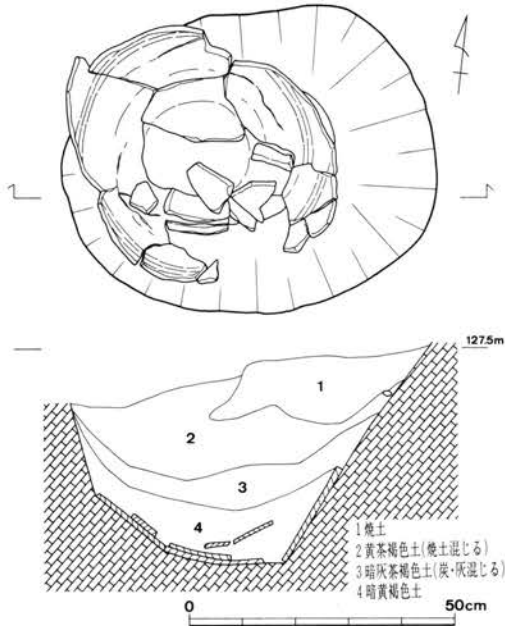 127.5m
1
2
3
4
1 焼土
2 黄茶褐色土(焼土混じる)
3 暗灰茶褐色土(炭・灰混じる)
4 暗黄褐色土
0 50cm